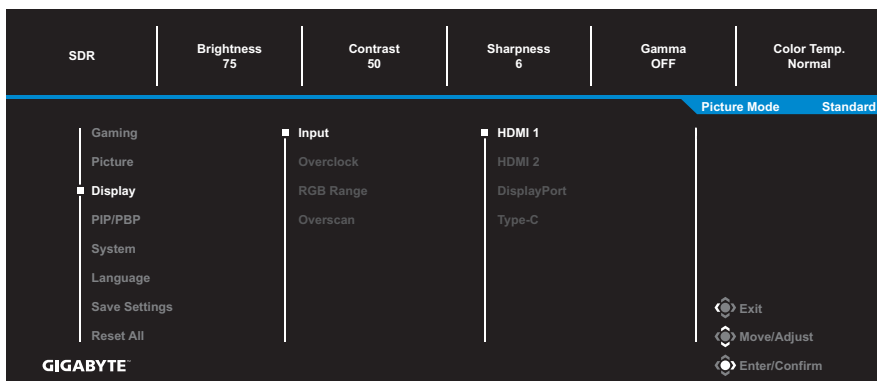 SDR
Brightness
75
Contrast
50
Sharpness
6
Gamma
OFF
Color Temp.
Normal
Picture Mode Standard
Gaming
Picture
Display
PIP/PBP
System
Language
Save Settings
Reset All
Input
Overclock
RGB Range
Overscan
HDMI 1
HDMI 2
DisplayPort
Type-C
Exit
Move/Adjust
Enter/Confirm
GIGABYTE™